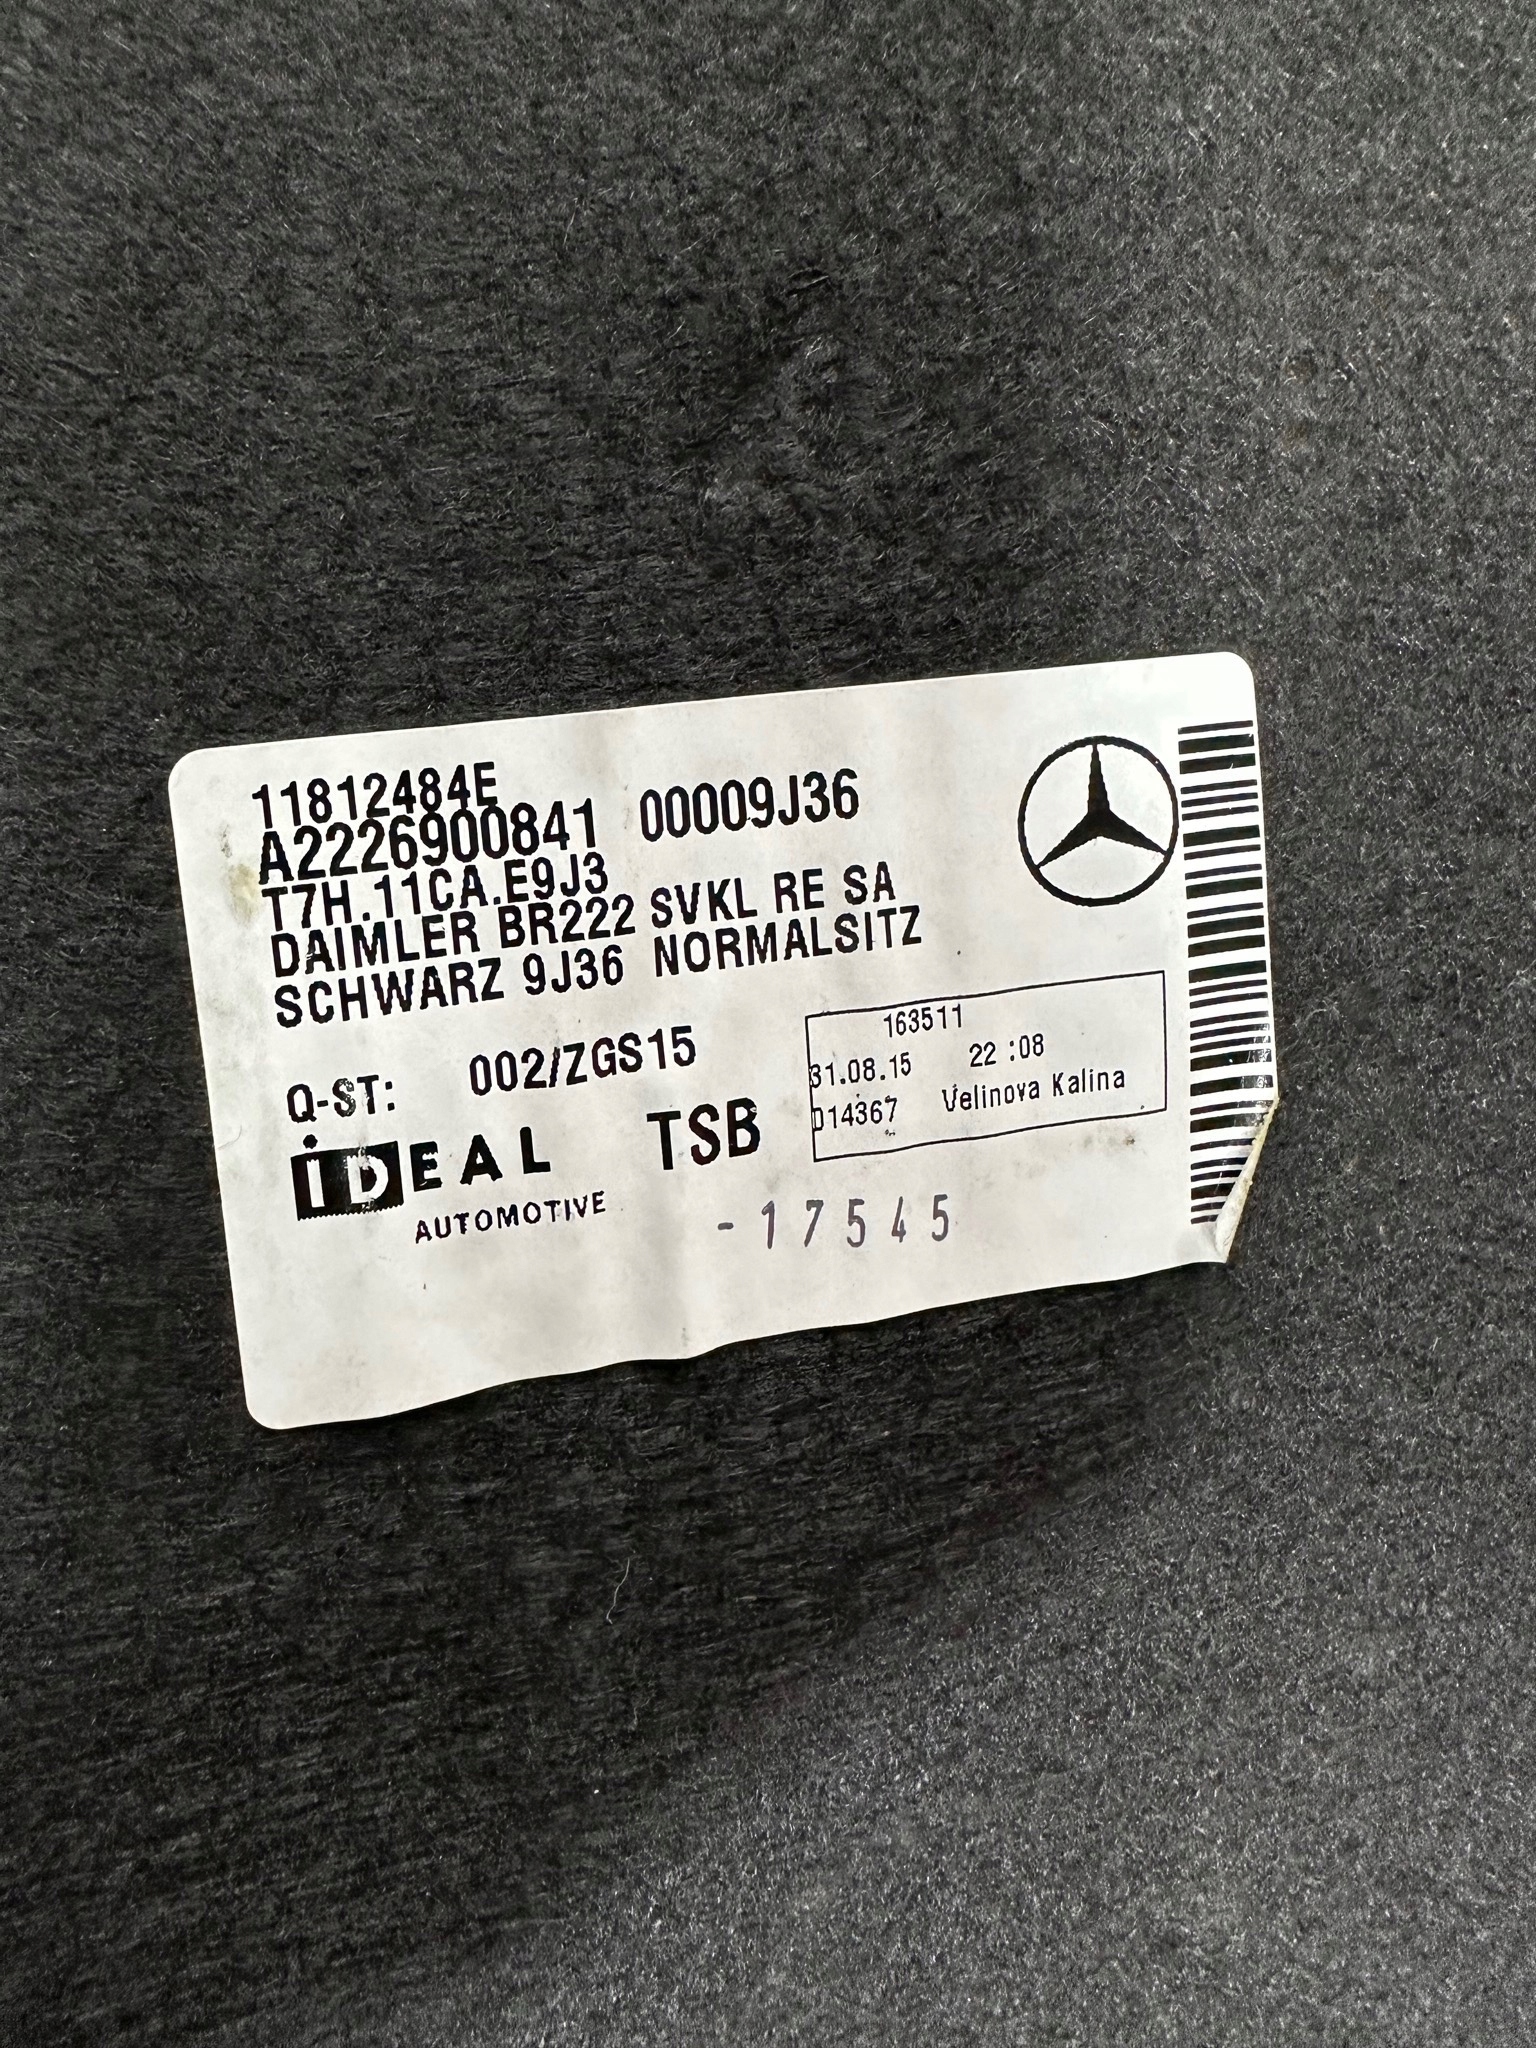 11812484E
A2226900841 00009J36
T7H.11CA.E9J3
DAIMLER BR222 SVKL RE SA
SCHWARZ 9J36 NORMALSITZ
Q-ST: 002/ZGS15
163511
31.08.15 22:08
D14367 Velinova Kalina
iDEAL
AUTOMOTIVE
TSB
-17545